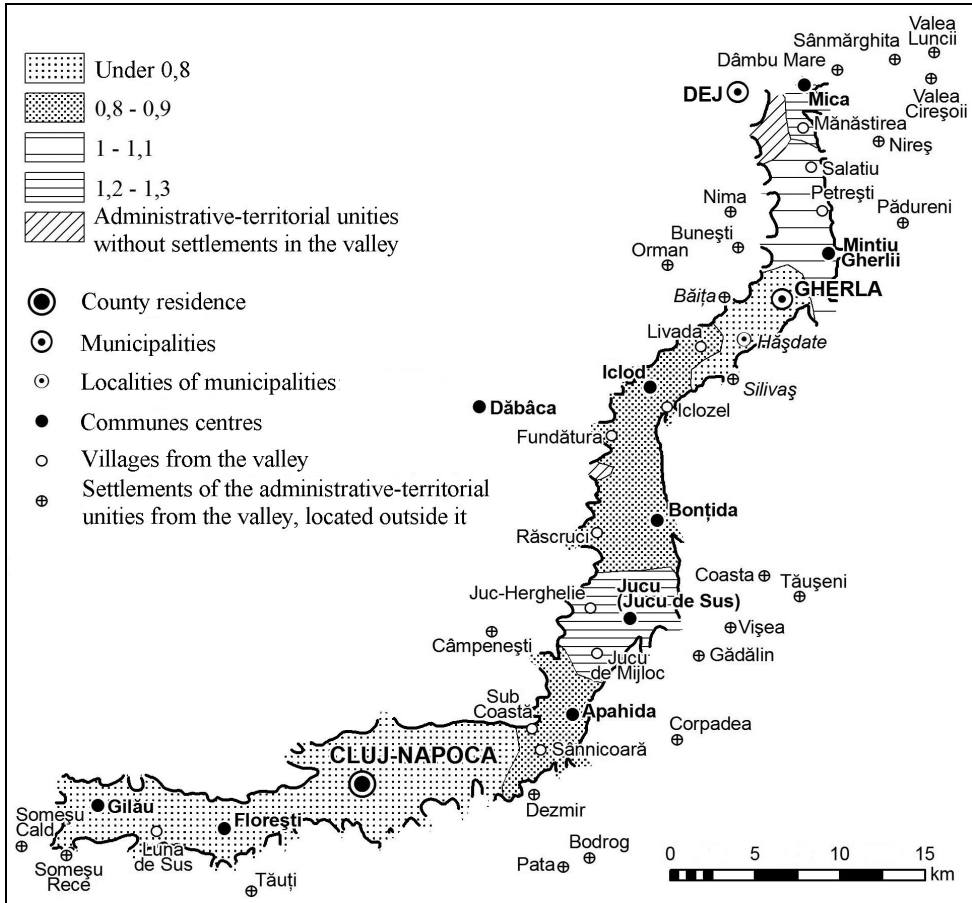 Under 0,8
0,8 - 0,9
1 - 1,1
1,2 - 1,3
Administrative-territorial unities
without settlements in the valley
County residence
Municipalities
Localities of municipalities
Communes centres
Villages from the valley
Settlements of the administrative-territorial
unities from the valley, located outside it
Valea
Luncii
Sânmărghita
Dâmbu Mare
DEJ
Mica
Valea
Cireşoii
Mănăstirea
Nireş
Salatiu
Nima
Petreşti
Pădureni
Buneşti
Orman
Mintiu
Gherlii
GHERLA
Băiţa
Livada
Hăşdate
Iclod
Silivaş
Dăbâca
Iclozel
Fundătura
Bonţida
Răscruci
Coasta
Tăuşeni
Juc-Herghelie
Jucu
(Jucu de Sus)
Vişea
Câmpeneşti
Gădălin
Jucu
de Mijloc
Sub
Coastă
Apahida
Corpadea
CLUJ-NAPOCA
Sânnicoară
Dezmir
Gilău
Floreşti
Someşu
Cald
Luna
de Sus
Bodrog
Pata
Someşu
Rece
Tăuţi
0 5 10 15
km